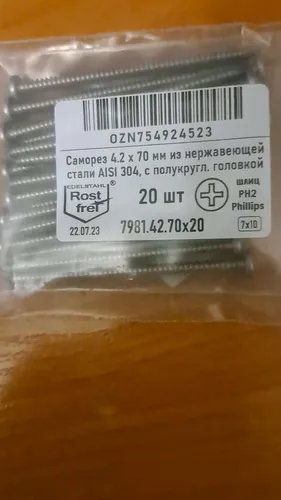 OZN754924523
Саморез 4.2 x 70 мм из нержавеющей
стали AISI 304, с полукругл. головкой
EDELSTAHL
Rost
frei
22.07.23
20 шт
шлиц
PH2
Phillips
7981.42.70x20
7x10